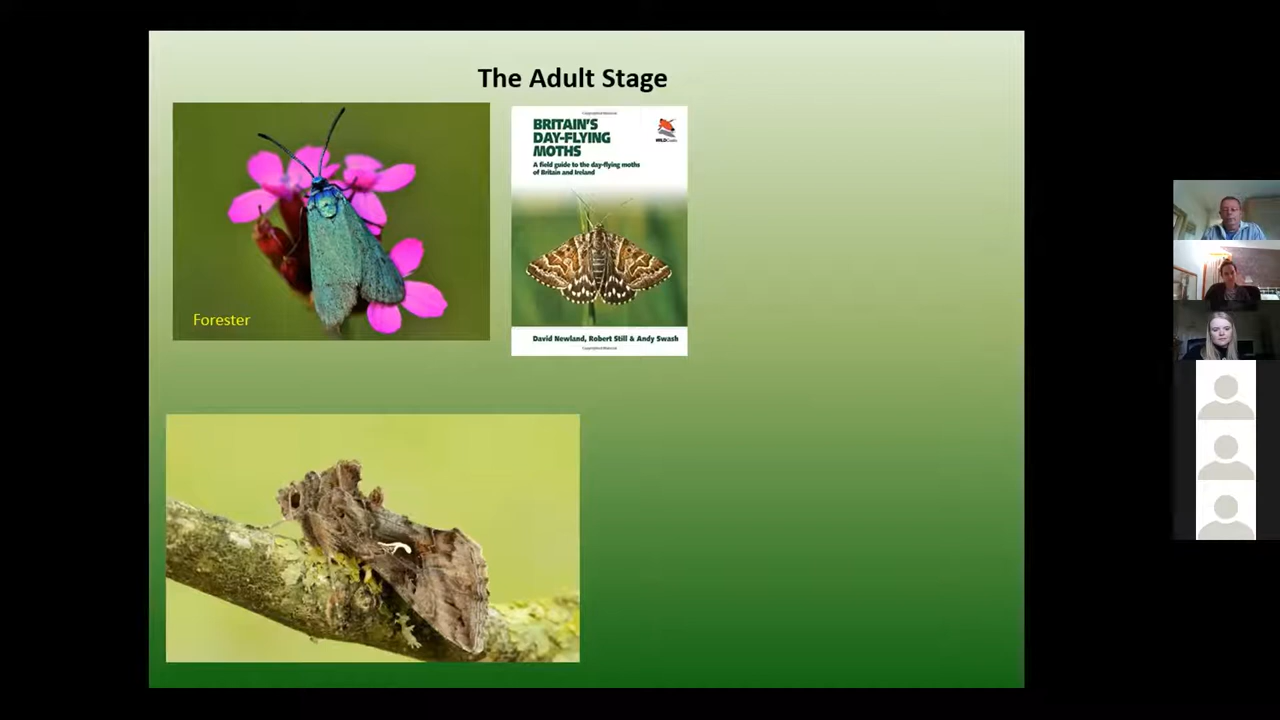 The Adult Stage
Forester
BRITAIN'S
DAY-FLYING
MOTHS
A field guide to the day-flying moths
of Britain and Ireland
David Newland, Robert Still & Andy Swash